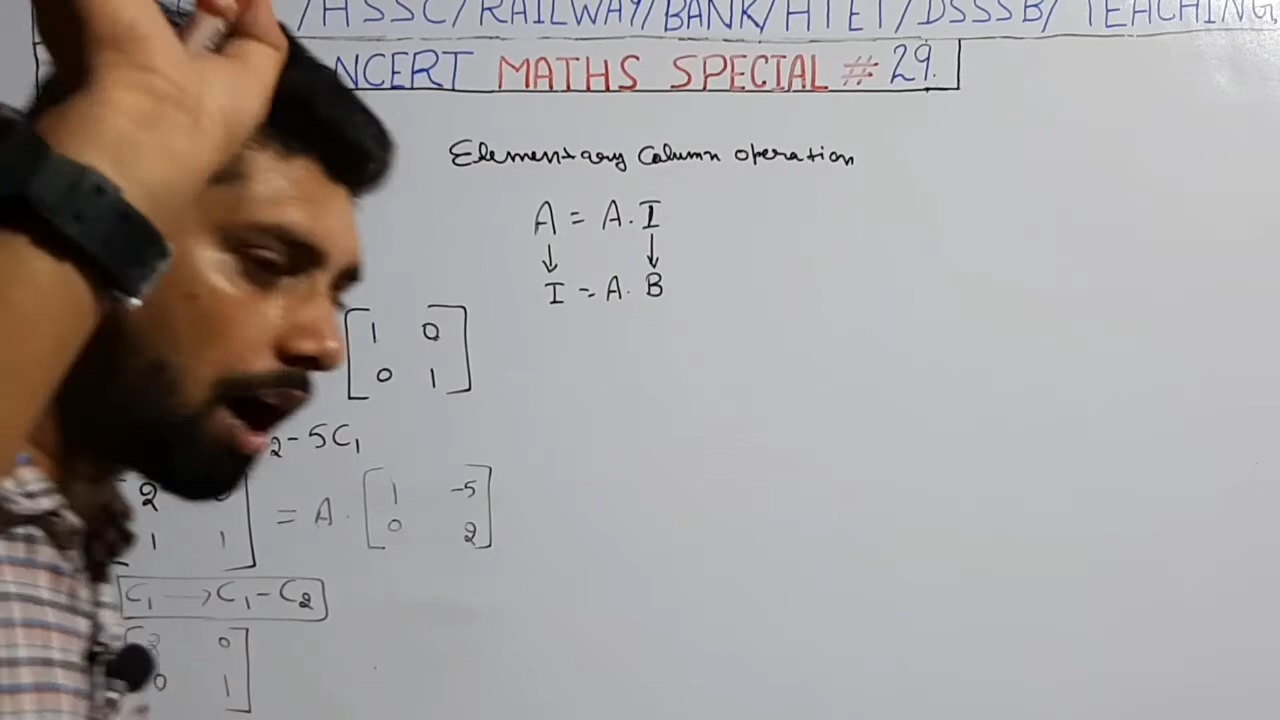 /HSSC/RAILWAY/BANK/HTET/DSSSB/ TEACHING
NCERT MATHS SPECIAL # 29.
Elementary Column operation
A = A. I
↓ ↓
I = A. B
1 0
0 1
2 - 5C1
2
1 1 = A. 1 -5
0 2
C1 → C1 - C2
2 0
0 1